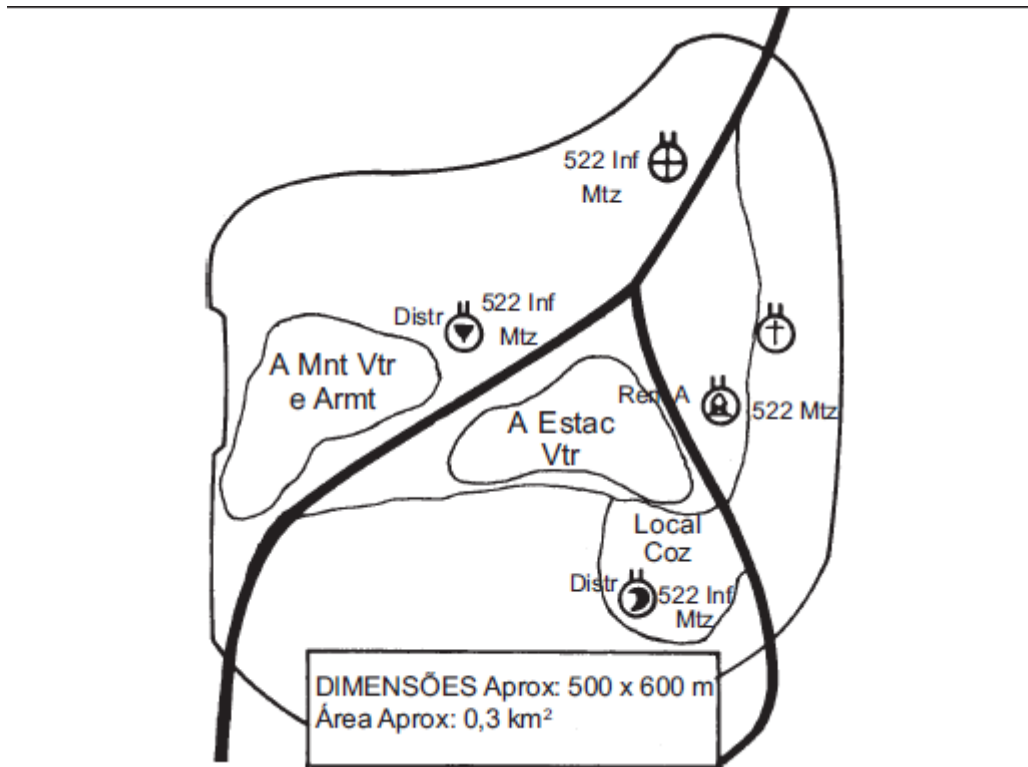 522 Inf
Mtz
Distr
522 Inf
Mtz
A Mnt Vtr
e Armt
A Estac
Vtr
Rem A
522 Mtz
Local
Coz
Distr
522 Inf
Mtz
DIMENSÕES Aprox: 500 x 600 m
Área Aprox: 0,3 km²